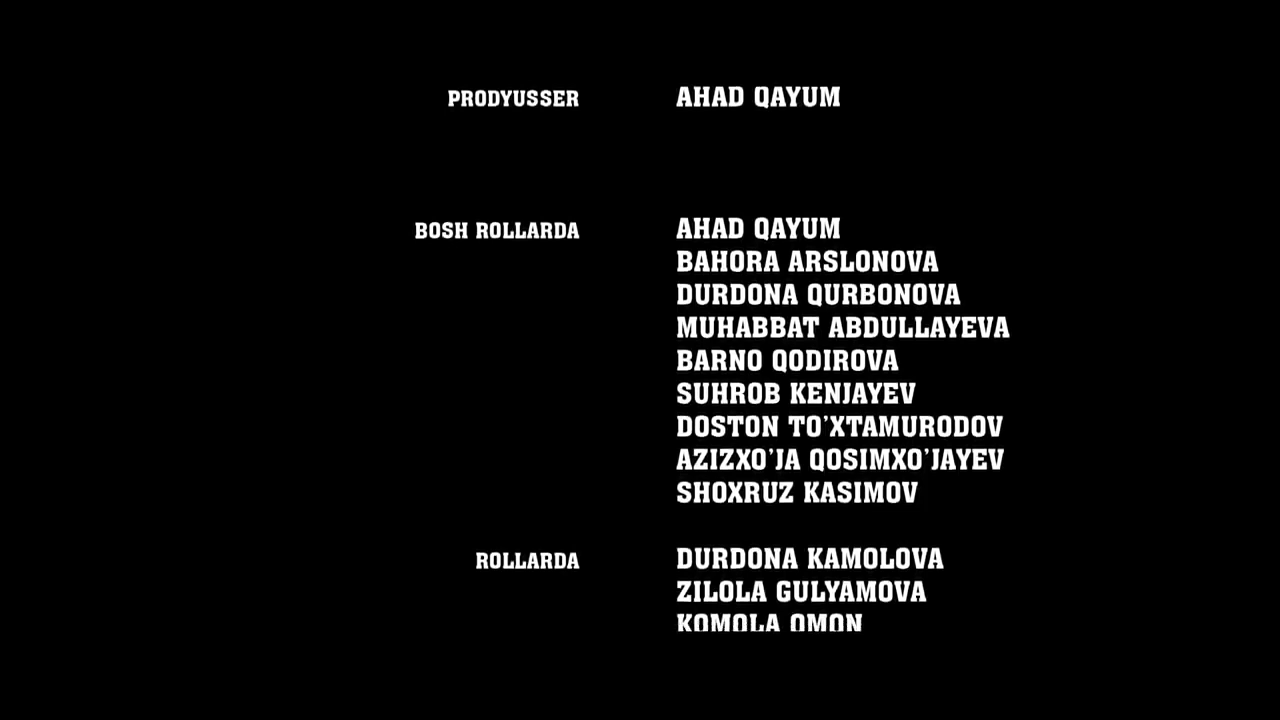 PRODYUSSER AHAD QAYUM
BOSH ROLLARDA AHAD QAYUM
BAHORA ARSLONOVA
DURDONA QURBONOVA
MUHABBAT ABDULLAYEVA
BARNO QODIROVA
SUHROB KENJAYEV
DOSTON TO’XTAMURODOV
AZIZXO’JA QOSIMXO’JAYEV
SHOXRUZ KASIMOV
ROLLARDA DURDONA KAMOLOVA
ZILOLA GULYAMOVA
KOMOLA OMON